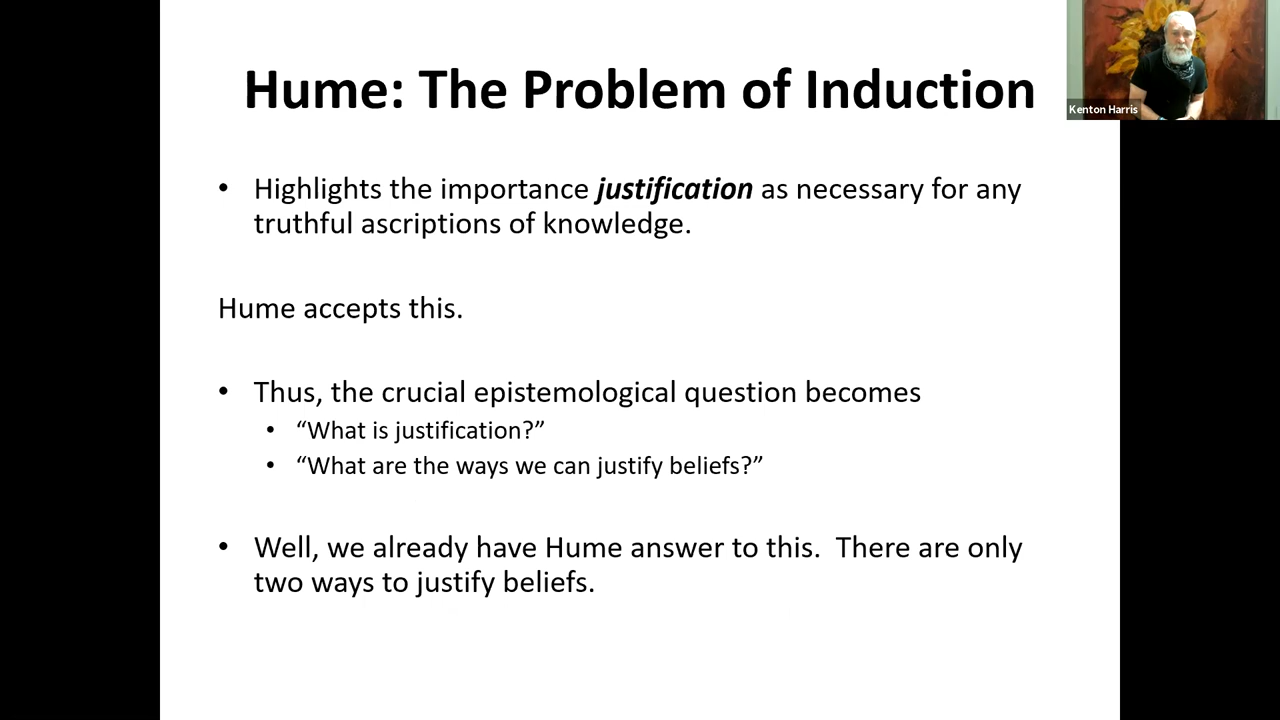 Hume: The Problem of Induction
Kenton Harris
• Highlights the importance justification as necessary for any
truthful ascriptions of knowledge.
Hume accepts this.
• Thus, the crucial epistemological question becomes
• “What is justification?”
• “What are the ways we can justify beliefs?”
• Well, we already have Hume answer to this.  There are only
two ways to justify beliefs.